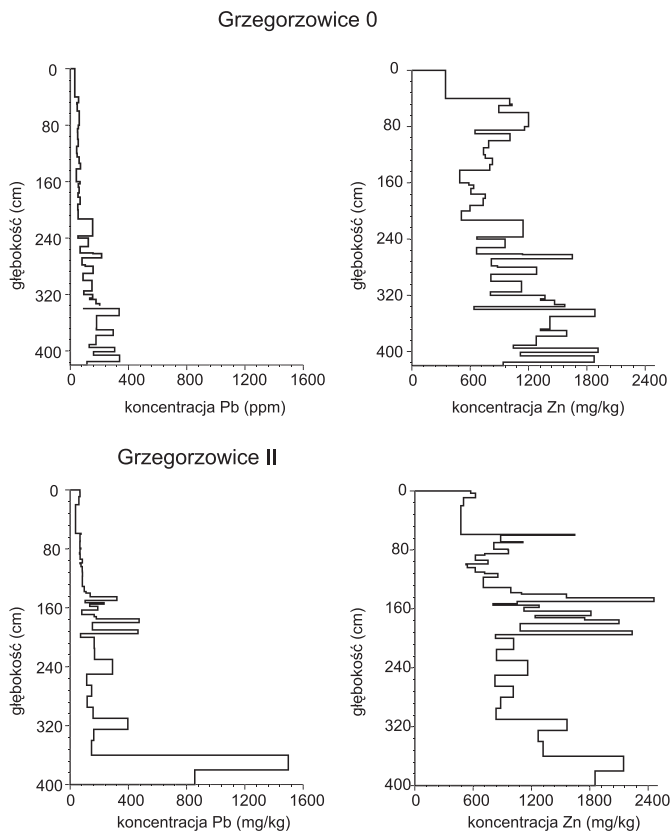 Grzegorzowice 0
0
80
160
240
320
400
głębokość (cm)
0 400 800 1200 1600
koncentracja Pb (ppm)
0
80
160
240
320
400
głębokość (cm)
0 600 1200 1800 2400
koncentracja Zn (mg/kg)
Grzegorzowice II
0
80
160
240
320
400
głębokość (cm)
0 400 800 1200 1600
koncentracja Pb (mg/kg)
0
80
160
240
320
400
głębokość (cm)
0 600 1200 1800 2400
koncentracja Zn (mg/kg)